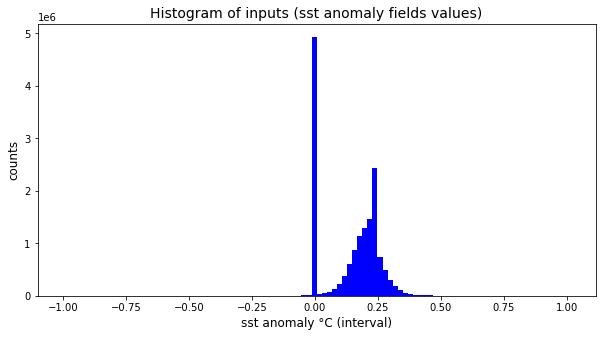 Histogram of inputs (sst anomaly fields values)
1e6
5
4
3
2
1
0
counts
−1.00 −0.75 −0.50 −0.25 0.00 0.25 0.50 0.75 1.00
sst anomaly °C (interval)